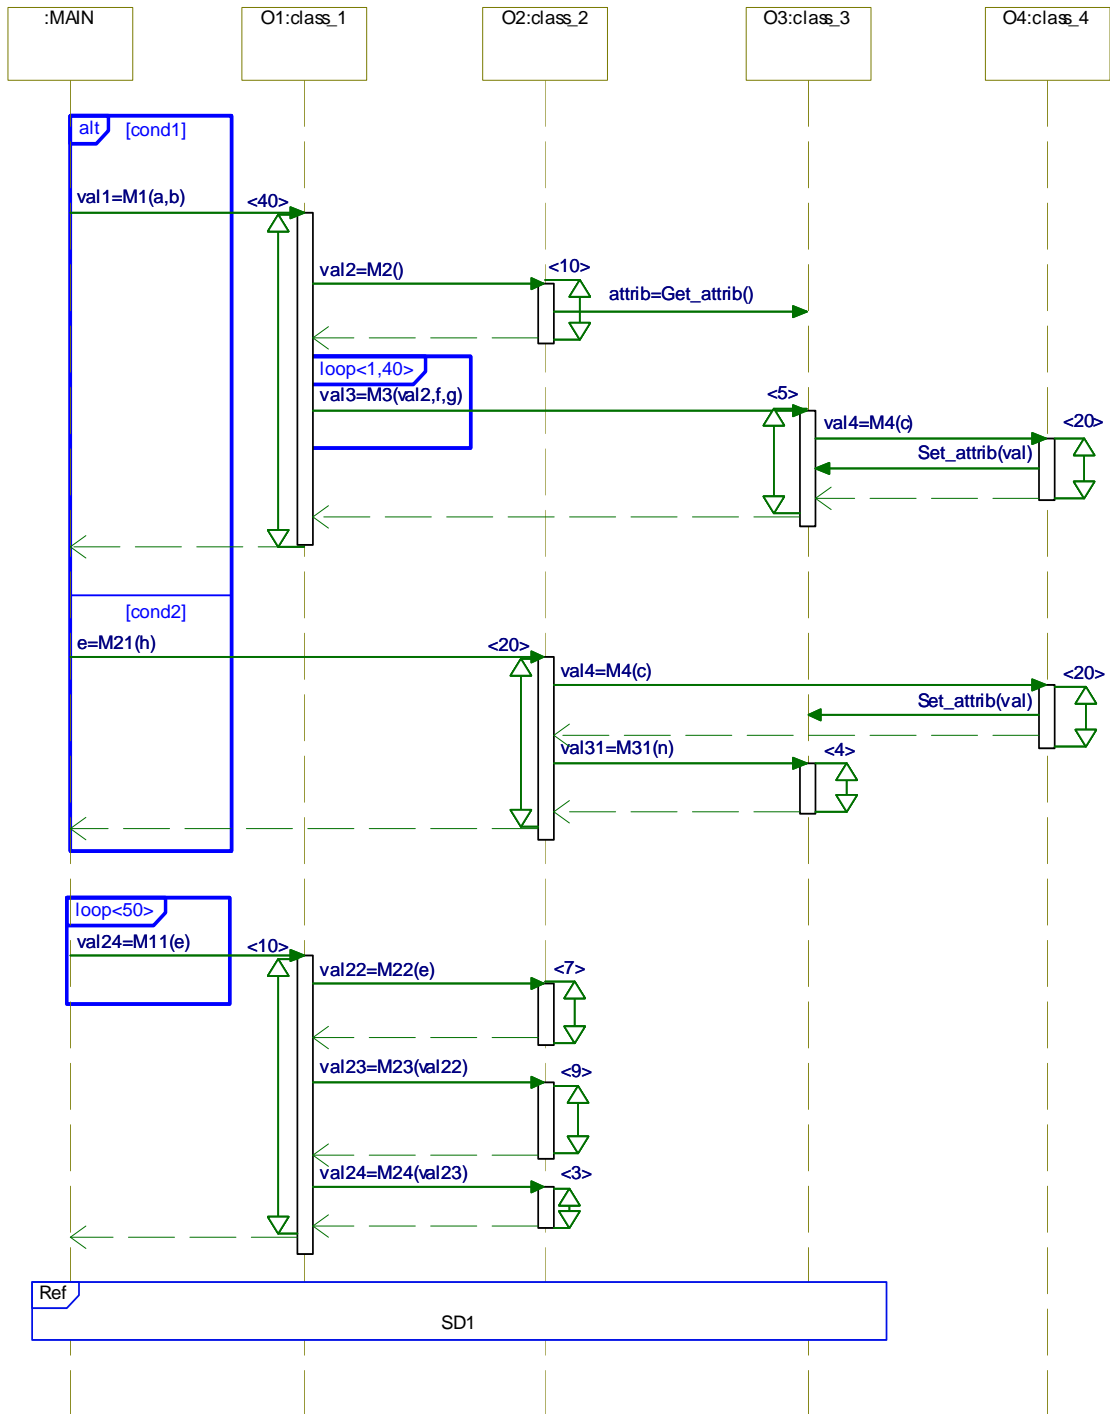 :MAIN
O1:class_1
O2:class_2
O3:class_3
O4:class_4
alt
[cond1]
val1=M1(a,b)
<40>
val2=M2()
<10>
attrib=Get_attrib()
loop<1,40>
val3=M3(val2,f,g)
<5>
val4=M4(c)
<20>
Set_attrib(val)
[cond2]
e=M21(h)
<20>
val4=M4(c)
<20>
Set_attrib(val)
val31=M31(n)
<4>
loop<50>
val24=M11(e)
<10>
val22=M22(e)
<7>
val23=M23(val22)
<9>
val24=M24(val23)
<3>
Ref
SD1